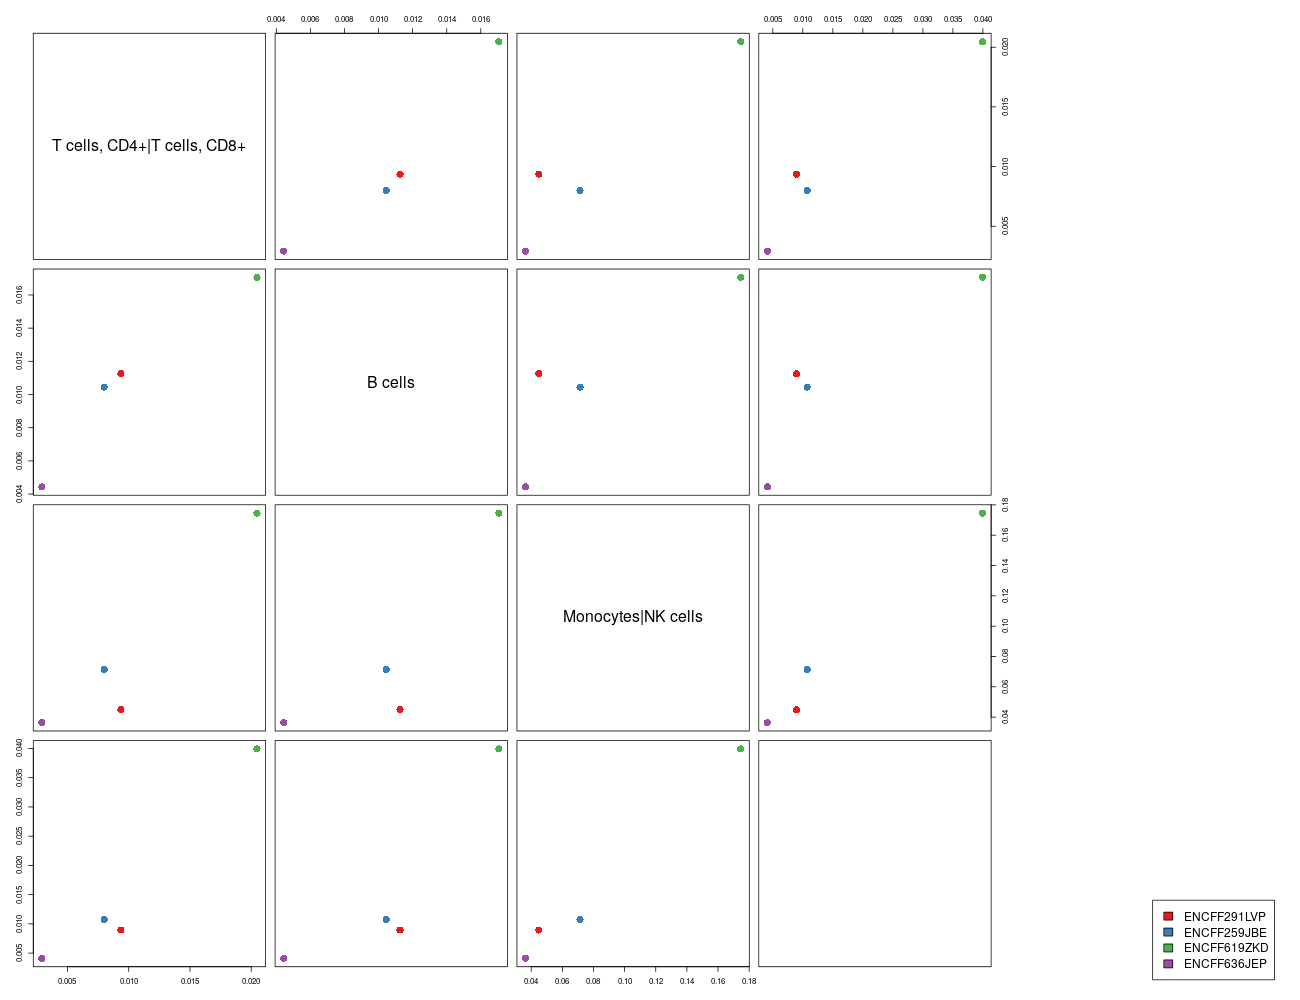 0.004 0.006 0.008 0.010 0.012 0.014 0.016
0.005 0.010 0.015 0.020 0.025 0.030 0.035 0.040
T cells, CD4+|T cells, CD8+
0.020
0.015
0.010
0.005
0.016
0.014
0.012
0.010
0.008
0.006
0.004
B cells
Monocytes|NK cells
0.18
0.16
0.14
0.12
0.10
0.08
0.06
0.04
0.040
0.035
0.030
0.025
0.020
0.015
0.010
0.005
0.005 0.010 0.015 0.020
0.04 0.06 0.08 0.10 0.12 0.14 0.16 0.18
ENCFF291LVP
ENCFF259JBE
ENCFF619ZKD
ENCFF636JEP